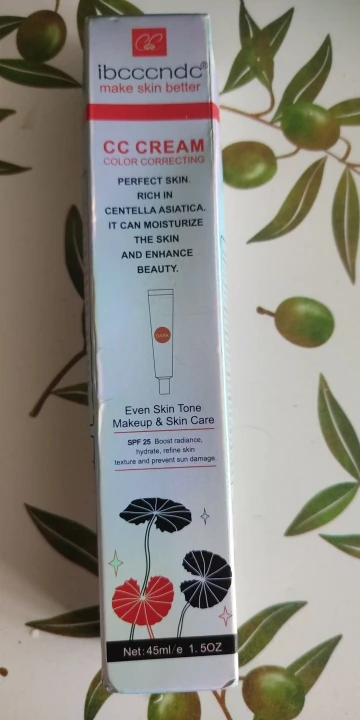 ibcccndc®
make skin better
CC CREAM
COLOR CORRECTING
PERFECT SKIN.
RICH IN
CENTELLA ASIATICA.
IT CAN MOISTURIZE
THE SKIN
AND ENHANCE
BEAUTY.
Even Skin Tone
Makeup & Skin Care
SPF 25 Boost radiance,
hydrate, refine skin
texture and prevent sun damage.
Net:45ml/e 1.5OZ